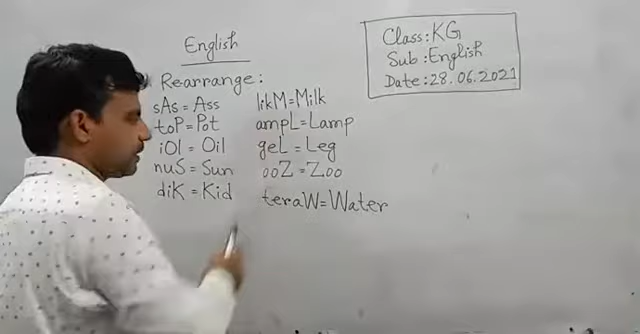 English
Class: KG
Sub: English
Date: 28.06.2021
Rearrange:
sAs = Ass
toP = Pot
iOl = Oil
nuS = Sun
diK = Kid
likM = Milk
ampL = Lamp
geL = Leg
ooZ = Zoo
teraW = Water